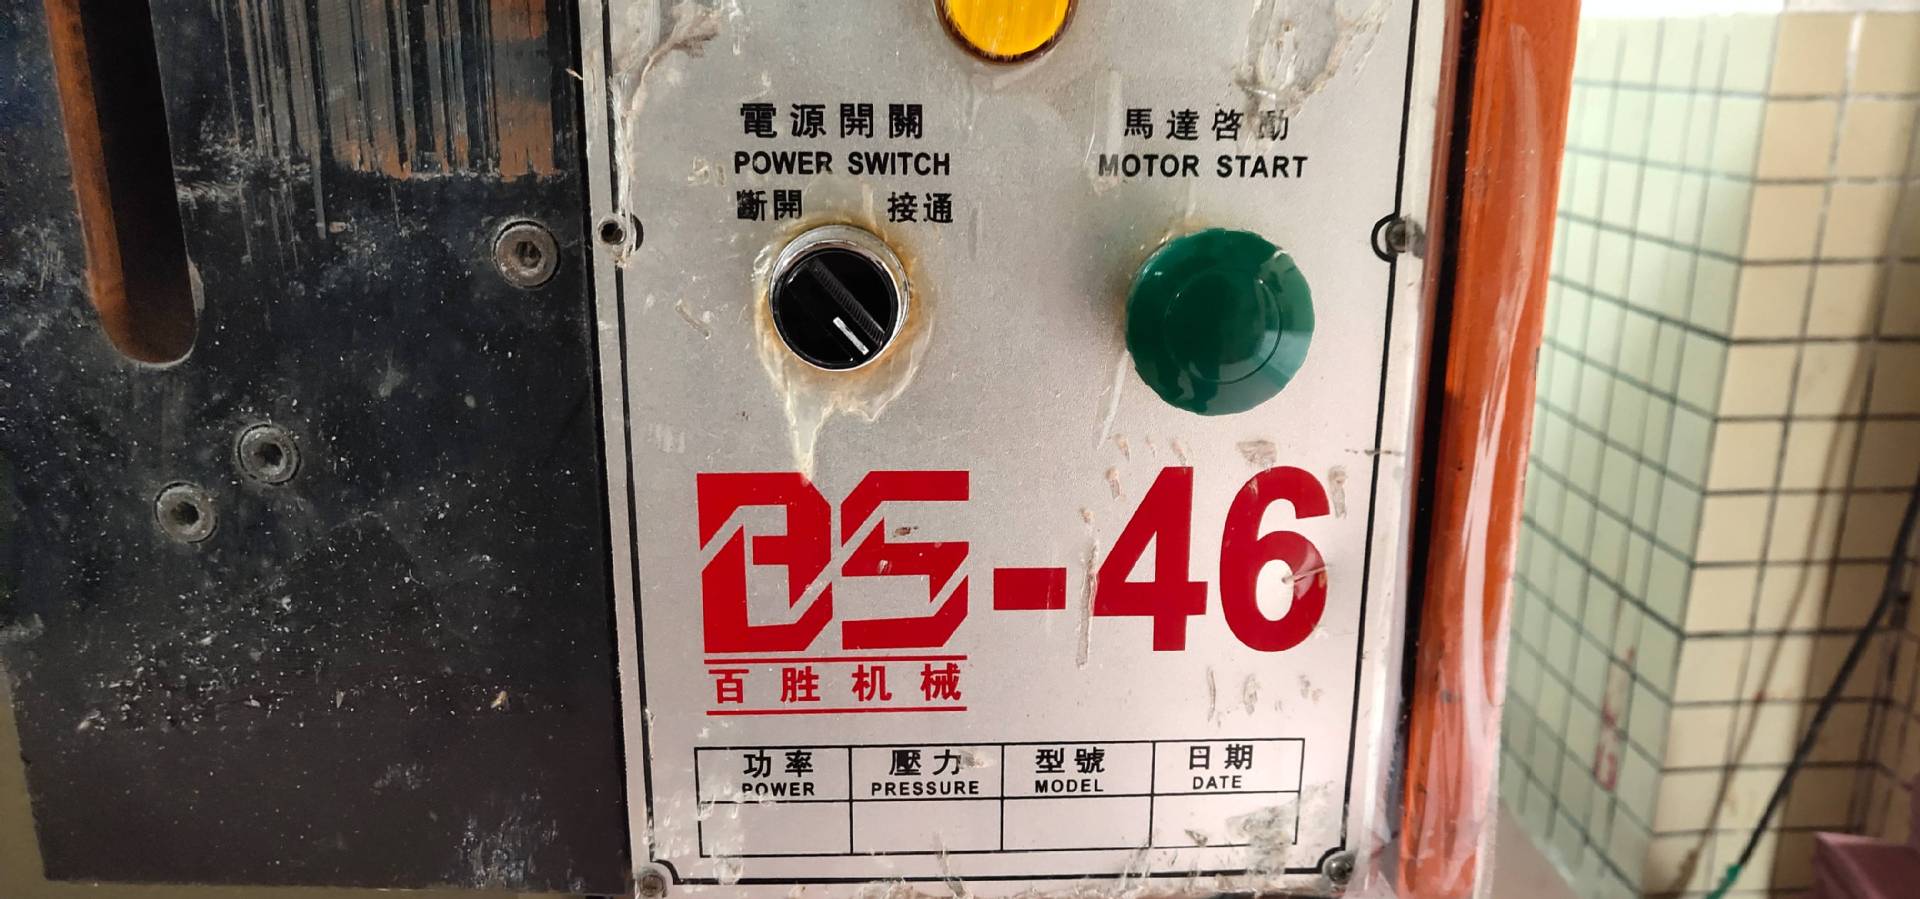 電源開關
POWER SWITCH
斷開 接通
馬達啓動
MOTOR START
BS-46
百胜机械
功率 壓力 型號 日期
POWER PRESSURE MODEL DATE